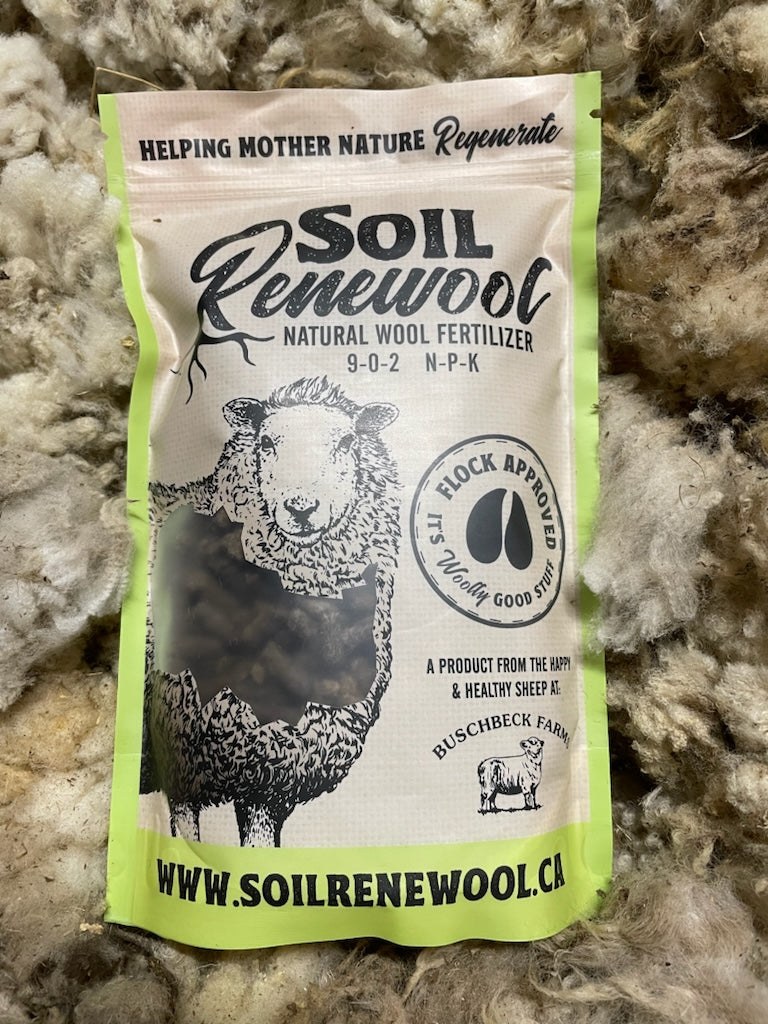 HELPING MOTHER NATURE Regenerate
SOIL
Renewool
NATURAL WOOL FERTILIZER
9-0-2 N-P-K
FLOCK APPROVED
IT'S Woolly GOOD STUFF
A PRODUCT FROM THE HAPPY
& HEALTHY SHEEP AT:
BUSCHBECK FARMS
WWW.SOILRENEWOOL.CA